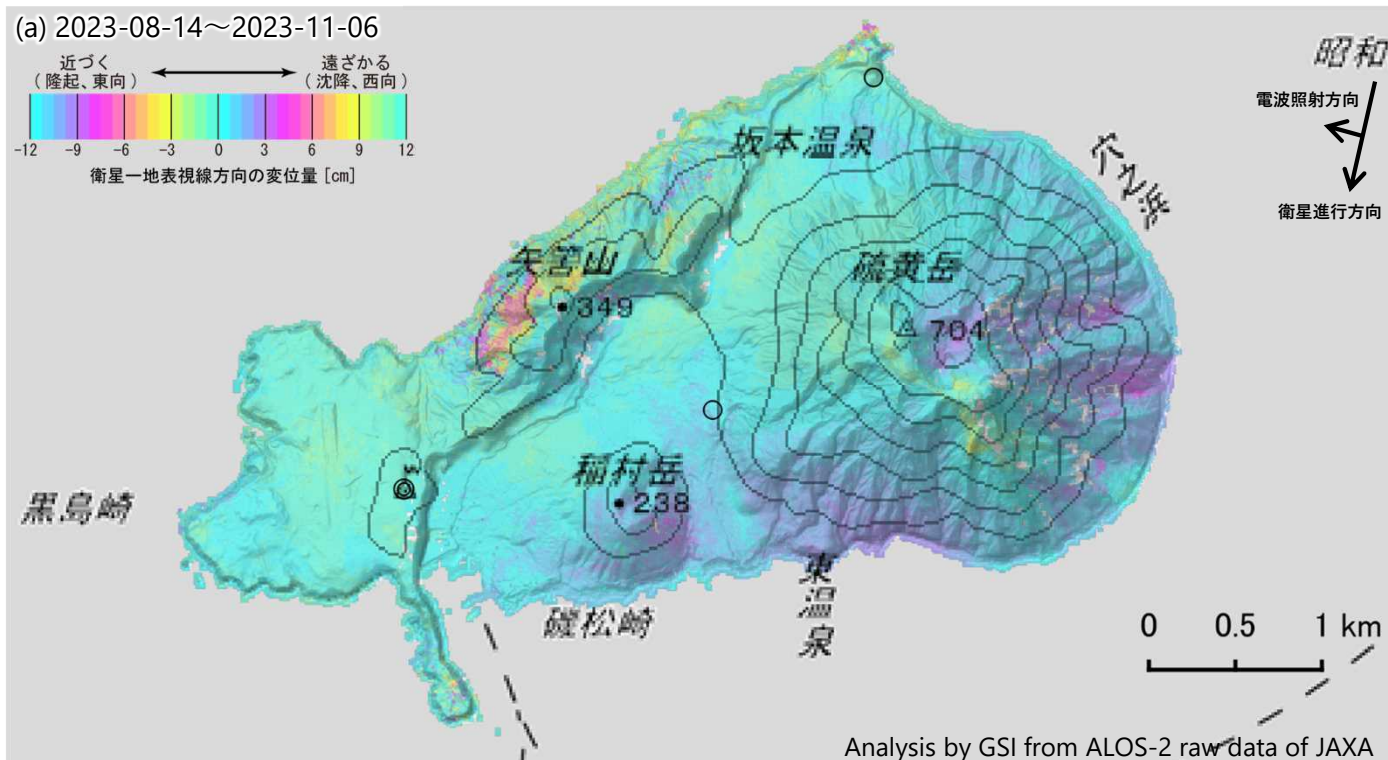 (a) 2023-08-14～2023-11-06
近づく
(隆起、東向)
遠ざかる
(沈降、西向)
-12 -9 -6 -3 0 3 6 9 12
衛星―地表視線方向の変位量 [cm]
昭和
電波照射方向
衛星進行方向
坂本温泉
穴之浜
矢筈山
349
硫黄岳
704
稲村岳
238
黒島崎
磯松崎
東温泉
0 0.5 1 km
Analysis by GSI from ALOS-2 raw data of JAXA